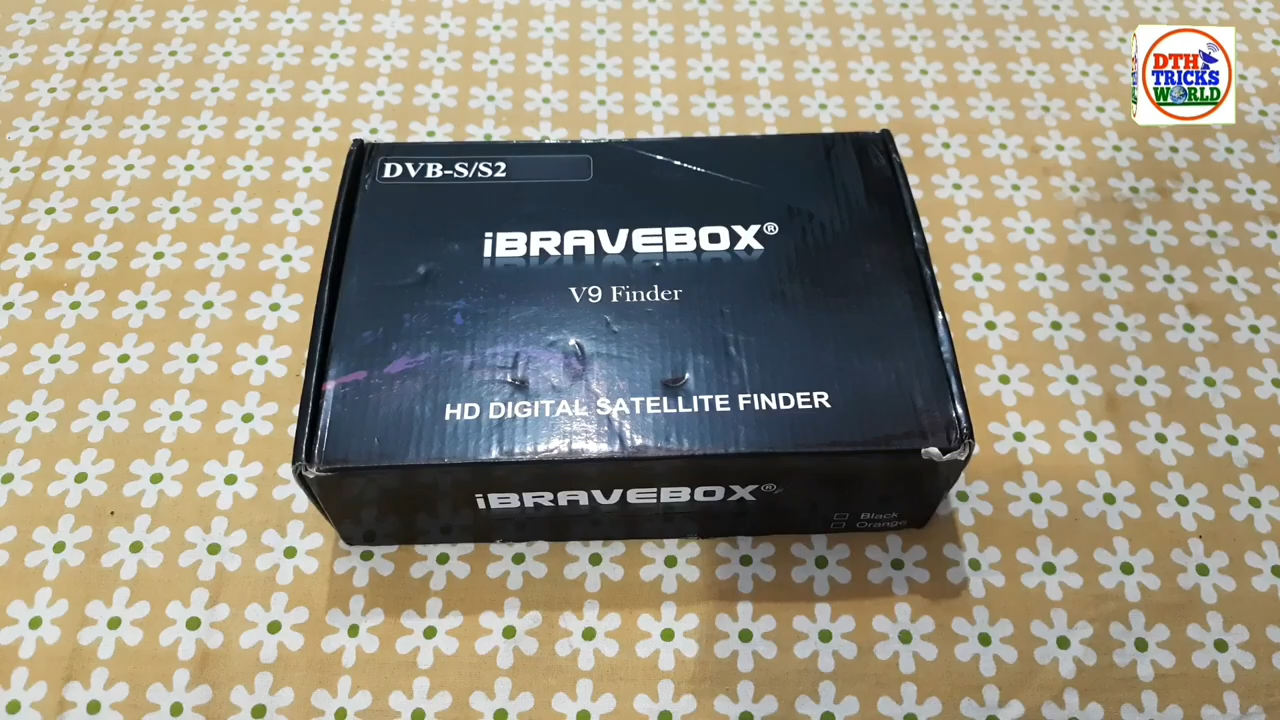 DTH
TRICKS
WORLD
DVB-S/S2
iBRAVEBOX®
V9 Finder
HD DIGITAL SATELLITE FINDER
iBRAVEBOX®
Black
Orange